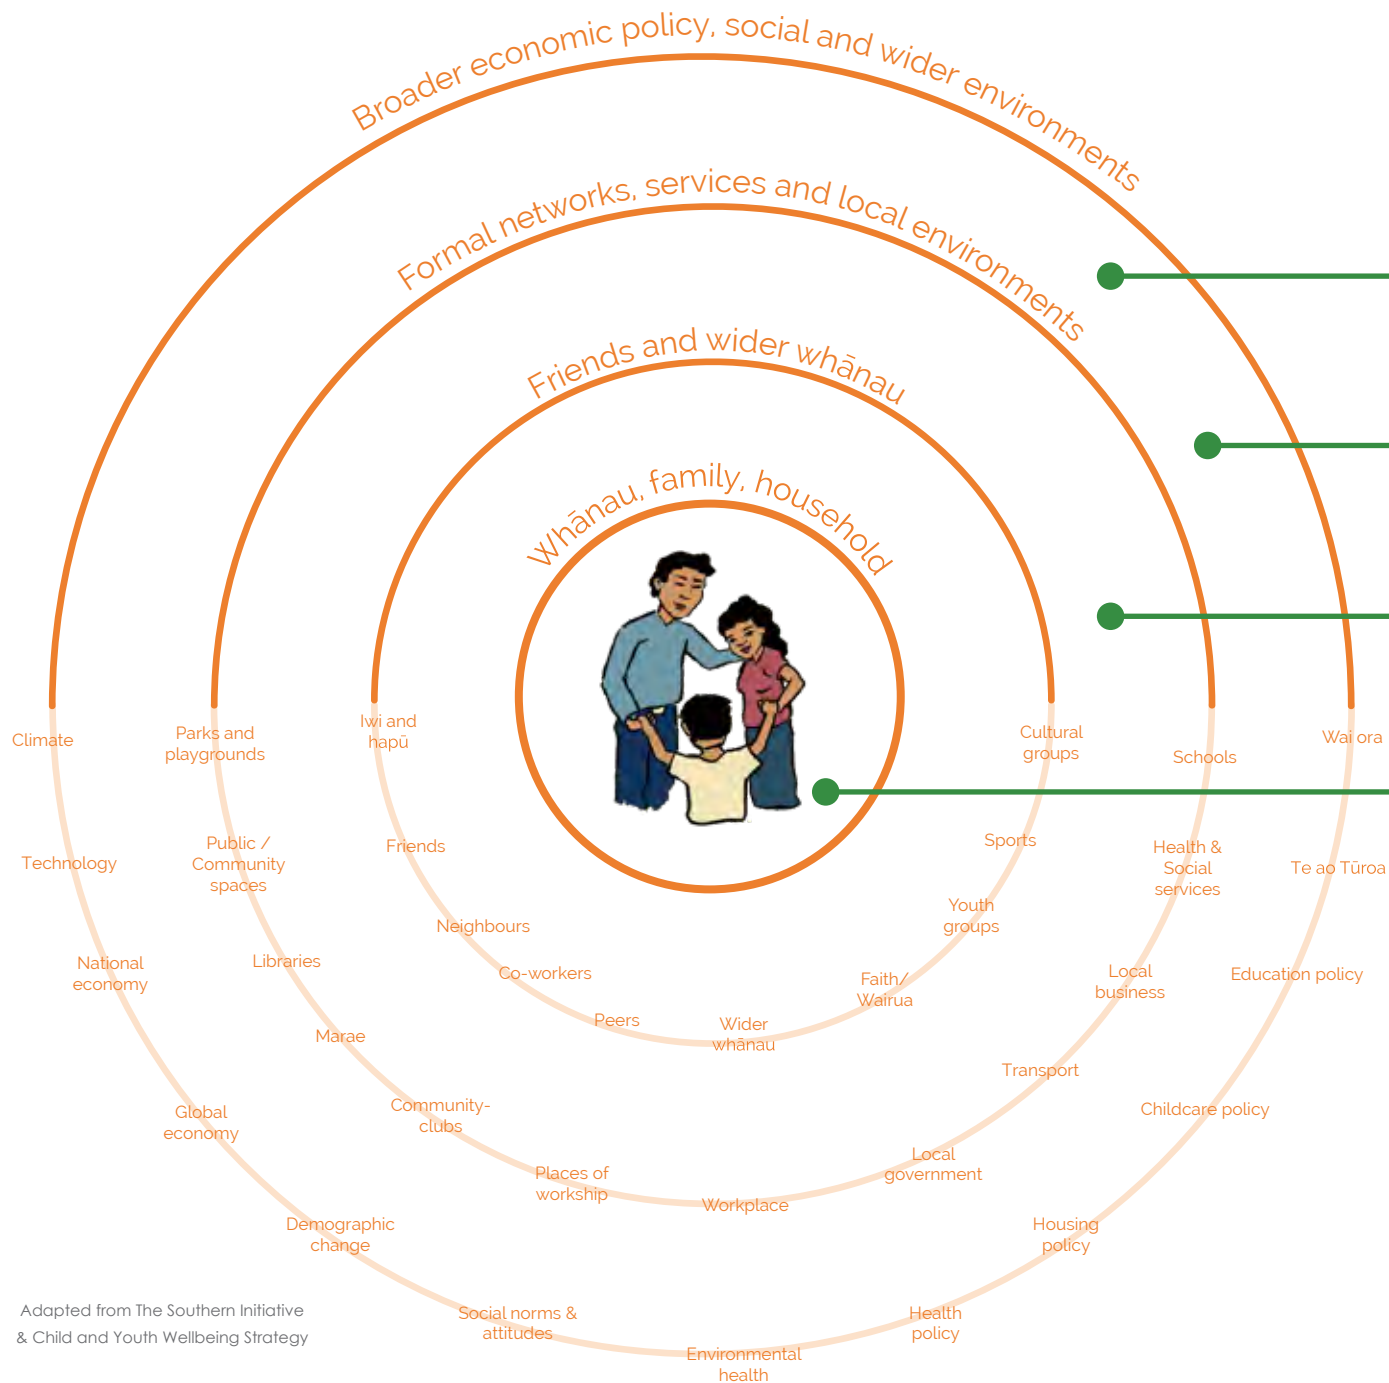 Broader economic policy, social and wider environments
Formal networks, services and local environments
Friends and wider whānau
Whānau, family, household
Climate
Parks and
playgrounds
Iwi and
hapū
Cultural
groups
Schools
Wai ora
Technology
Public /
Community
spaces
Friends
Sports
Health &
Social
services
Te ao Tūroa
National
economy
Libraries
Neighbours
Co-workers
Peers
Wider
whānau
Faith/
Wairua
Youth
groups
Local
business
Education policy
Marae
Transport
Global
economy
Community-
clubs
Places of
workship
Workplace
Local
government
Childcare policy
Demographic
change
Social norms &
attitudes
Environmental
health
Health
policy
Housing
policy
Adapted from The Southern Initiative
& Child and Youth Wellbeing Strategy